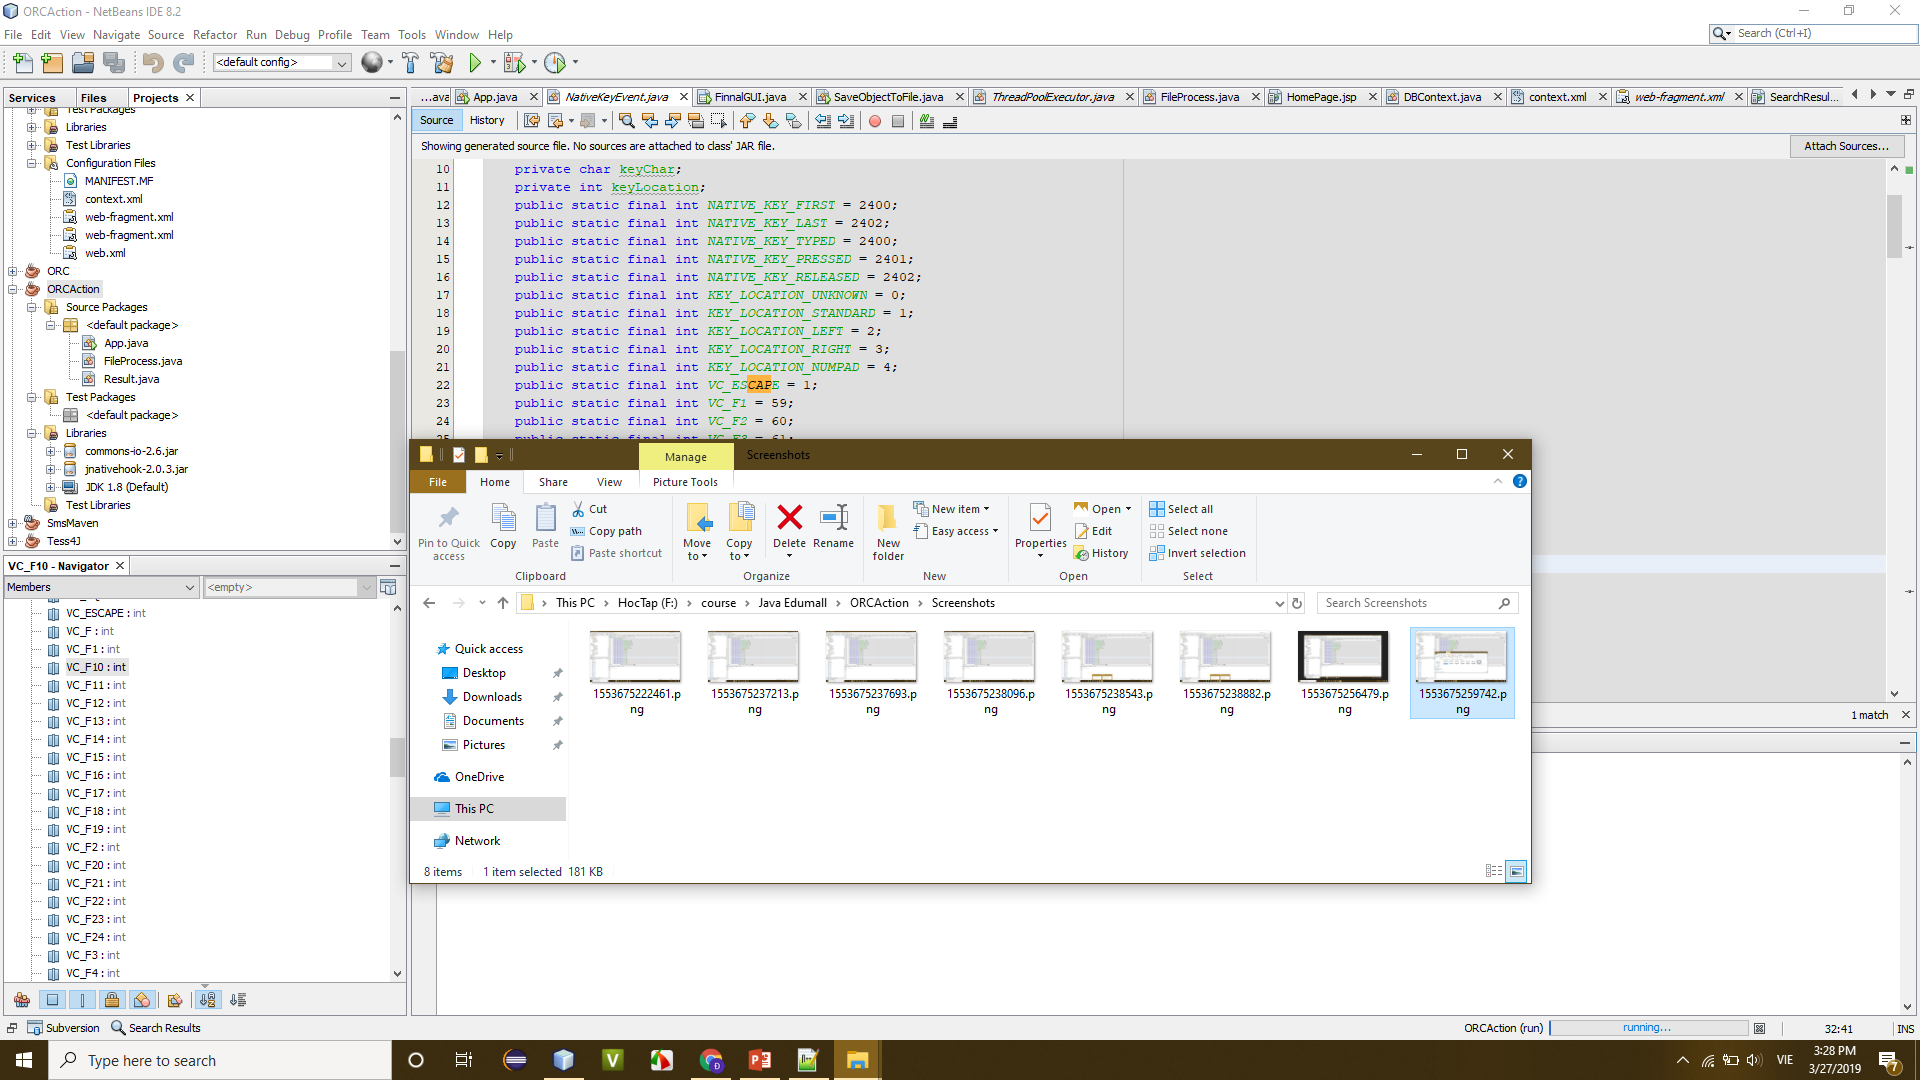 ORCAction - NetBeans IDE 8.2
File Edit View Navigate Source Refactor Run Debug Profile Team Tools Window Help
Search (Ctrl+I)
<default config>
Services Files Projects
Test Packages
Libraries
Test Libraries
Configuration Files
MANIFEST.MF
context.xml
web-fragment.xml
web-fragment.xml
web.xml
ORC
ORCAction
Source Packages
<default package>
App.java
FileProcess.java
Result.java
Test Packages
<default package>
Libraries
commons-io-2.6.jar
jnativehook-2.0.3.jar
JDK 1.8 (Default)
Test Libraries
SmsMaven
Tess4J
...ava App.java NativeKeyEvent.java FinnalGUI.java SaveObjectToFile.java ThreadPoolExecutor.java FileProcess.java HomePage.jsp DBContext.java context.xml web-fragment.xml SearchResul...
Source History
Showing generated source file. No sources are attached to class' JAR file.
Attach Sources...
10 private char keyChar;
11 private int keyLocation;
12 public static final int NATIVE_KEY_FIRST = 2400;
13 public static final int NATIVE_KEY_LAST = 2402;
14 public static final int NATIVE_KEY_TYPED = 2400;
15 public static final int NATIVE_KEY_PRESSED = 2401;
16 public static final int NATIVE_KEY_RELEASED = 2402;
17 public static final int KEY_LOCATION_UNKNOWN = 0;
18 public static final int KEY_LOCATION_STANDARD = 1;
19 public static final int KEY_LOCATION_LEFT = 2;
20 public static final int KEY_LOCATION_RIGHT = 3;
21 public static final int KEY_LOCATION_NUMPAD = 4;
22 public static final int VC_ESCAPE = 1;
23 public static final int VC_F1 = 59;
24 public static final int VC_F2 = 60;
25 public static final int VC_F3 = 61;
VC_F10 - Navigator
Members
<empty>
VC_ESCAPE : int
VC_F : int
VC_F1 : int
VC_F10 : int
VC_F11 : int
VC_F12 : int
VC_F13 : int
VC_F14 : int
VC_F15 : int
VC_F16 : int
VC_F17 : int
VC_F18 : int
VC_F19 : int
VC_F2 : int
VC_F20 : int
VC_F21 : int
VC_F22 : int
VC_F23 : int
VC_F24 : int
VC_F3 : int
VC_F4 : int
Manage Screenshots
File Home Share View Picture Tools
Pin to Quick access
Copy
Paste
Cut
Copy path
Paste shortcut
Move to
Copy to
Delete
Rename
New folder
New item
Easy access
Properties
Open
Edit
History
Select all
Select none
Invert selection
Clipboard Organize New Open Select
This PC HocTap (F:) course Java Edumall ORCAction Screenshots
Search Screenshots
Quick access
Desktop
Downloads
Documents
Pictures
OneDrive
This PC
Network
1553675222461.png
1553675237213.png
1553675237693.png
1553675238096.png
1553675238543.png
1553675238882.png
1553675256479.png
1553675259742.png
8 items 1 item selected 181 KB
1 match
Subversion Search Results
ORCAction (run) running... 32:41 INS
Type here to search
VIE
3:28 PM
3/27/2019
7